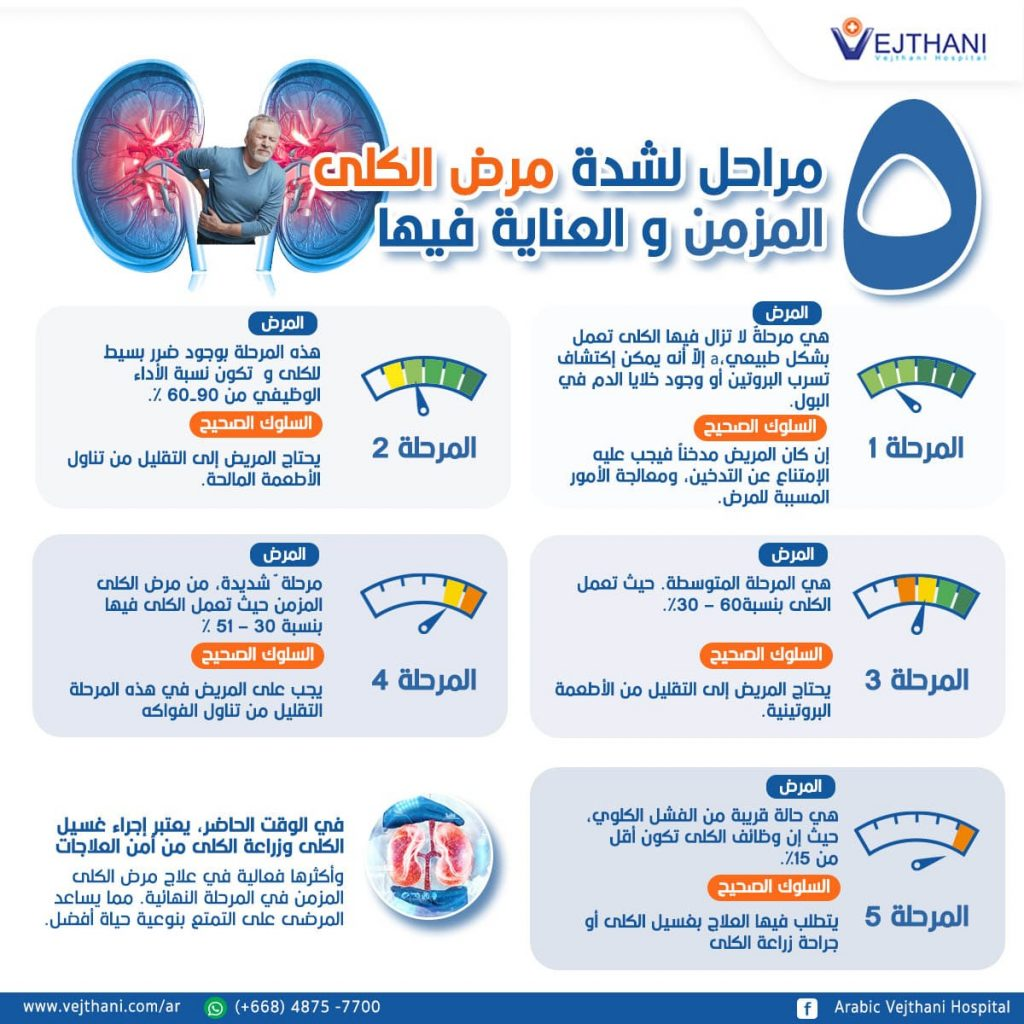 VEJTHANI
Vejthani Hospital
٥
مراحل لشدة مرض الكلى
المزمن و العناية فيها
المرض
هي مرحلةً لا تزال فيها الكلى تعمل
بشكل طبيعي،a إلاّ أنه يمكن إكتشاف
تسرب البروتين أو وجود خلايا الدم في
البول.
السلوك الصحيح
إن كان المريض مدخناً فيجب عليه
الإمتناع عن التدخين، ومعالجة الأمور
المسببة للمرض.
المرحلة 1
المرض
هذه المرحلة بوجود ضرر بسيط
للكلى و تكون نسبة الأداء
الوظيفي من 90ـ60 ٪.
السلوك الصحيح
يحتاج المريض إلى التقليل من تناول
الأطعمة المالحة.
المرحلة 2
المرض
هي المرحلة المتوسطة. حيث تعمل
الكلى بنسبة60 – 30٪.
السلوك الصحيح
يحتاج المريض إلى التقليل من الأطعمة
البروتينية.
المرحلة 3
المرض
مرحلة ّ شديدة، من مرض الكلى
المزمن حيث تعمل الكلى فيها
بنسبة 30 – 51 ٪
السلوك الصحيح
يجب على المريض في هذه المرحلة
التقليل من تناول الفواكه
المرحلة 4
المرض
هي حالة قريبة من الفشل الكلوي،
حيث إن وظائف الكلى تكون أقل
من 15٪.
السلوك الصحيح
يتطلب فيها العلاج بغسيل الكلى أو
جراحة زراعة الكلى
المرحلة 5
في الوقت الحاضر، يعتبر إجراء غسيل
الكلى وزراعة الكلى من آمن العلاجات
وأكثرها فعالية في علاج مرض الكلى
المزمن في المرحلة النهائية. مما يساعد
المرضى على التمتع بنوعية حياة أفضل.
www.vejthani.com/ar (+668) 4875 -7700 Arabic Vejthani Hospital